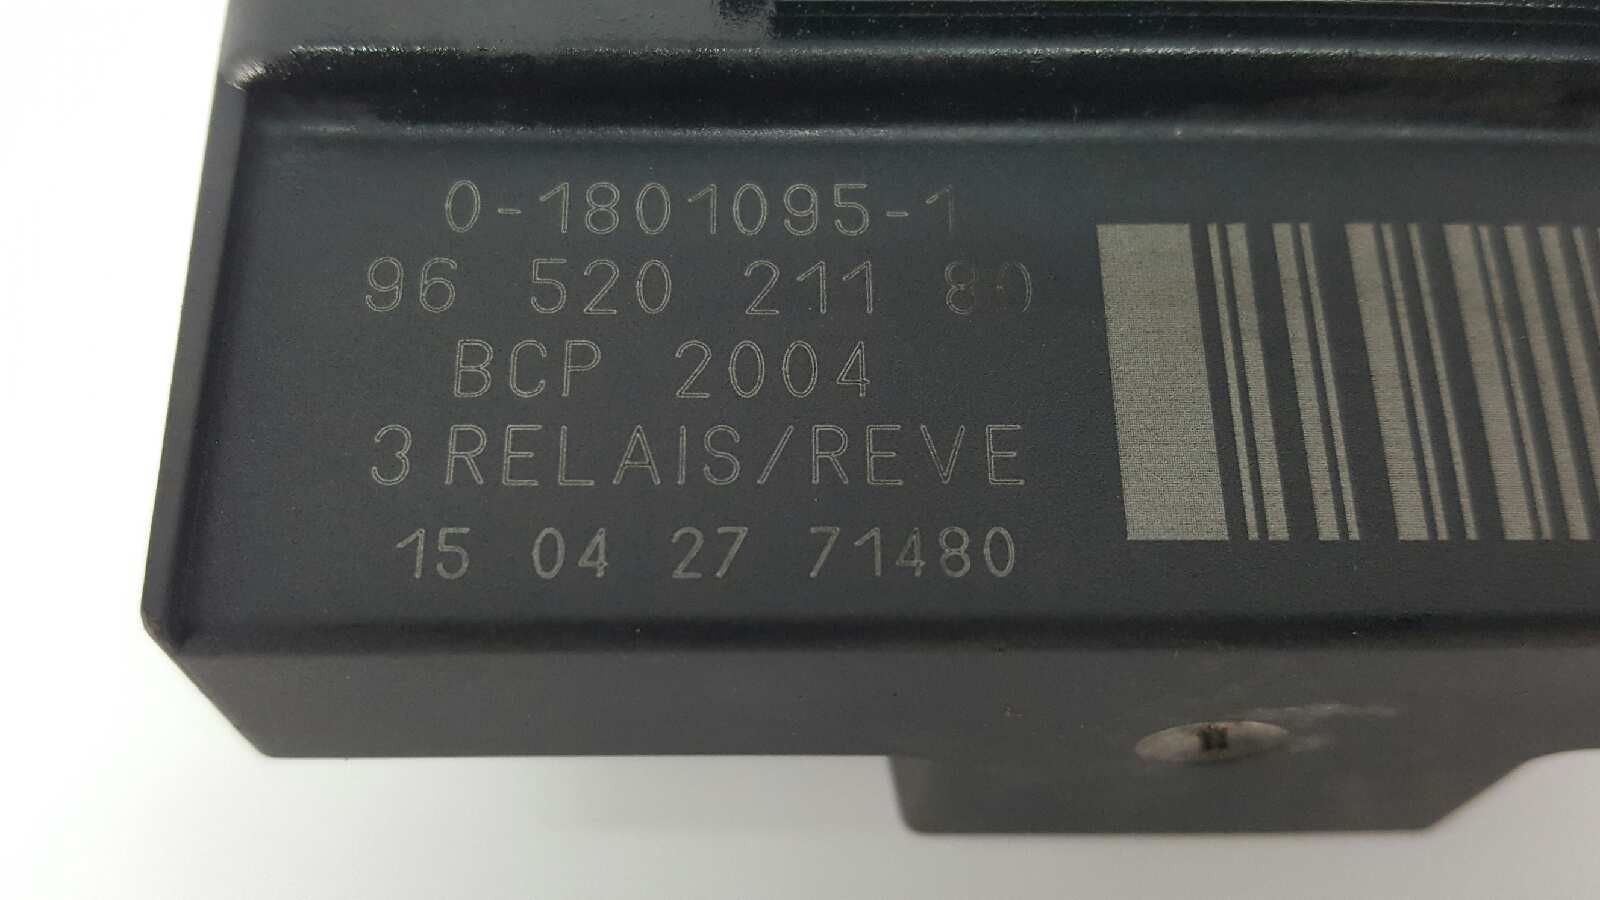 0-1801095-1
96 520 211 80
BCP 2004
3 RELAIS/REVE
15 04 27 71480